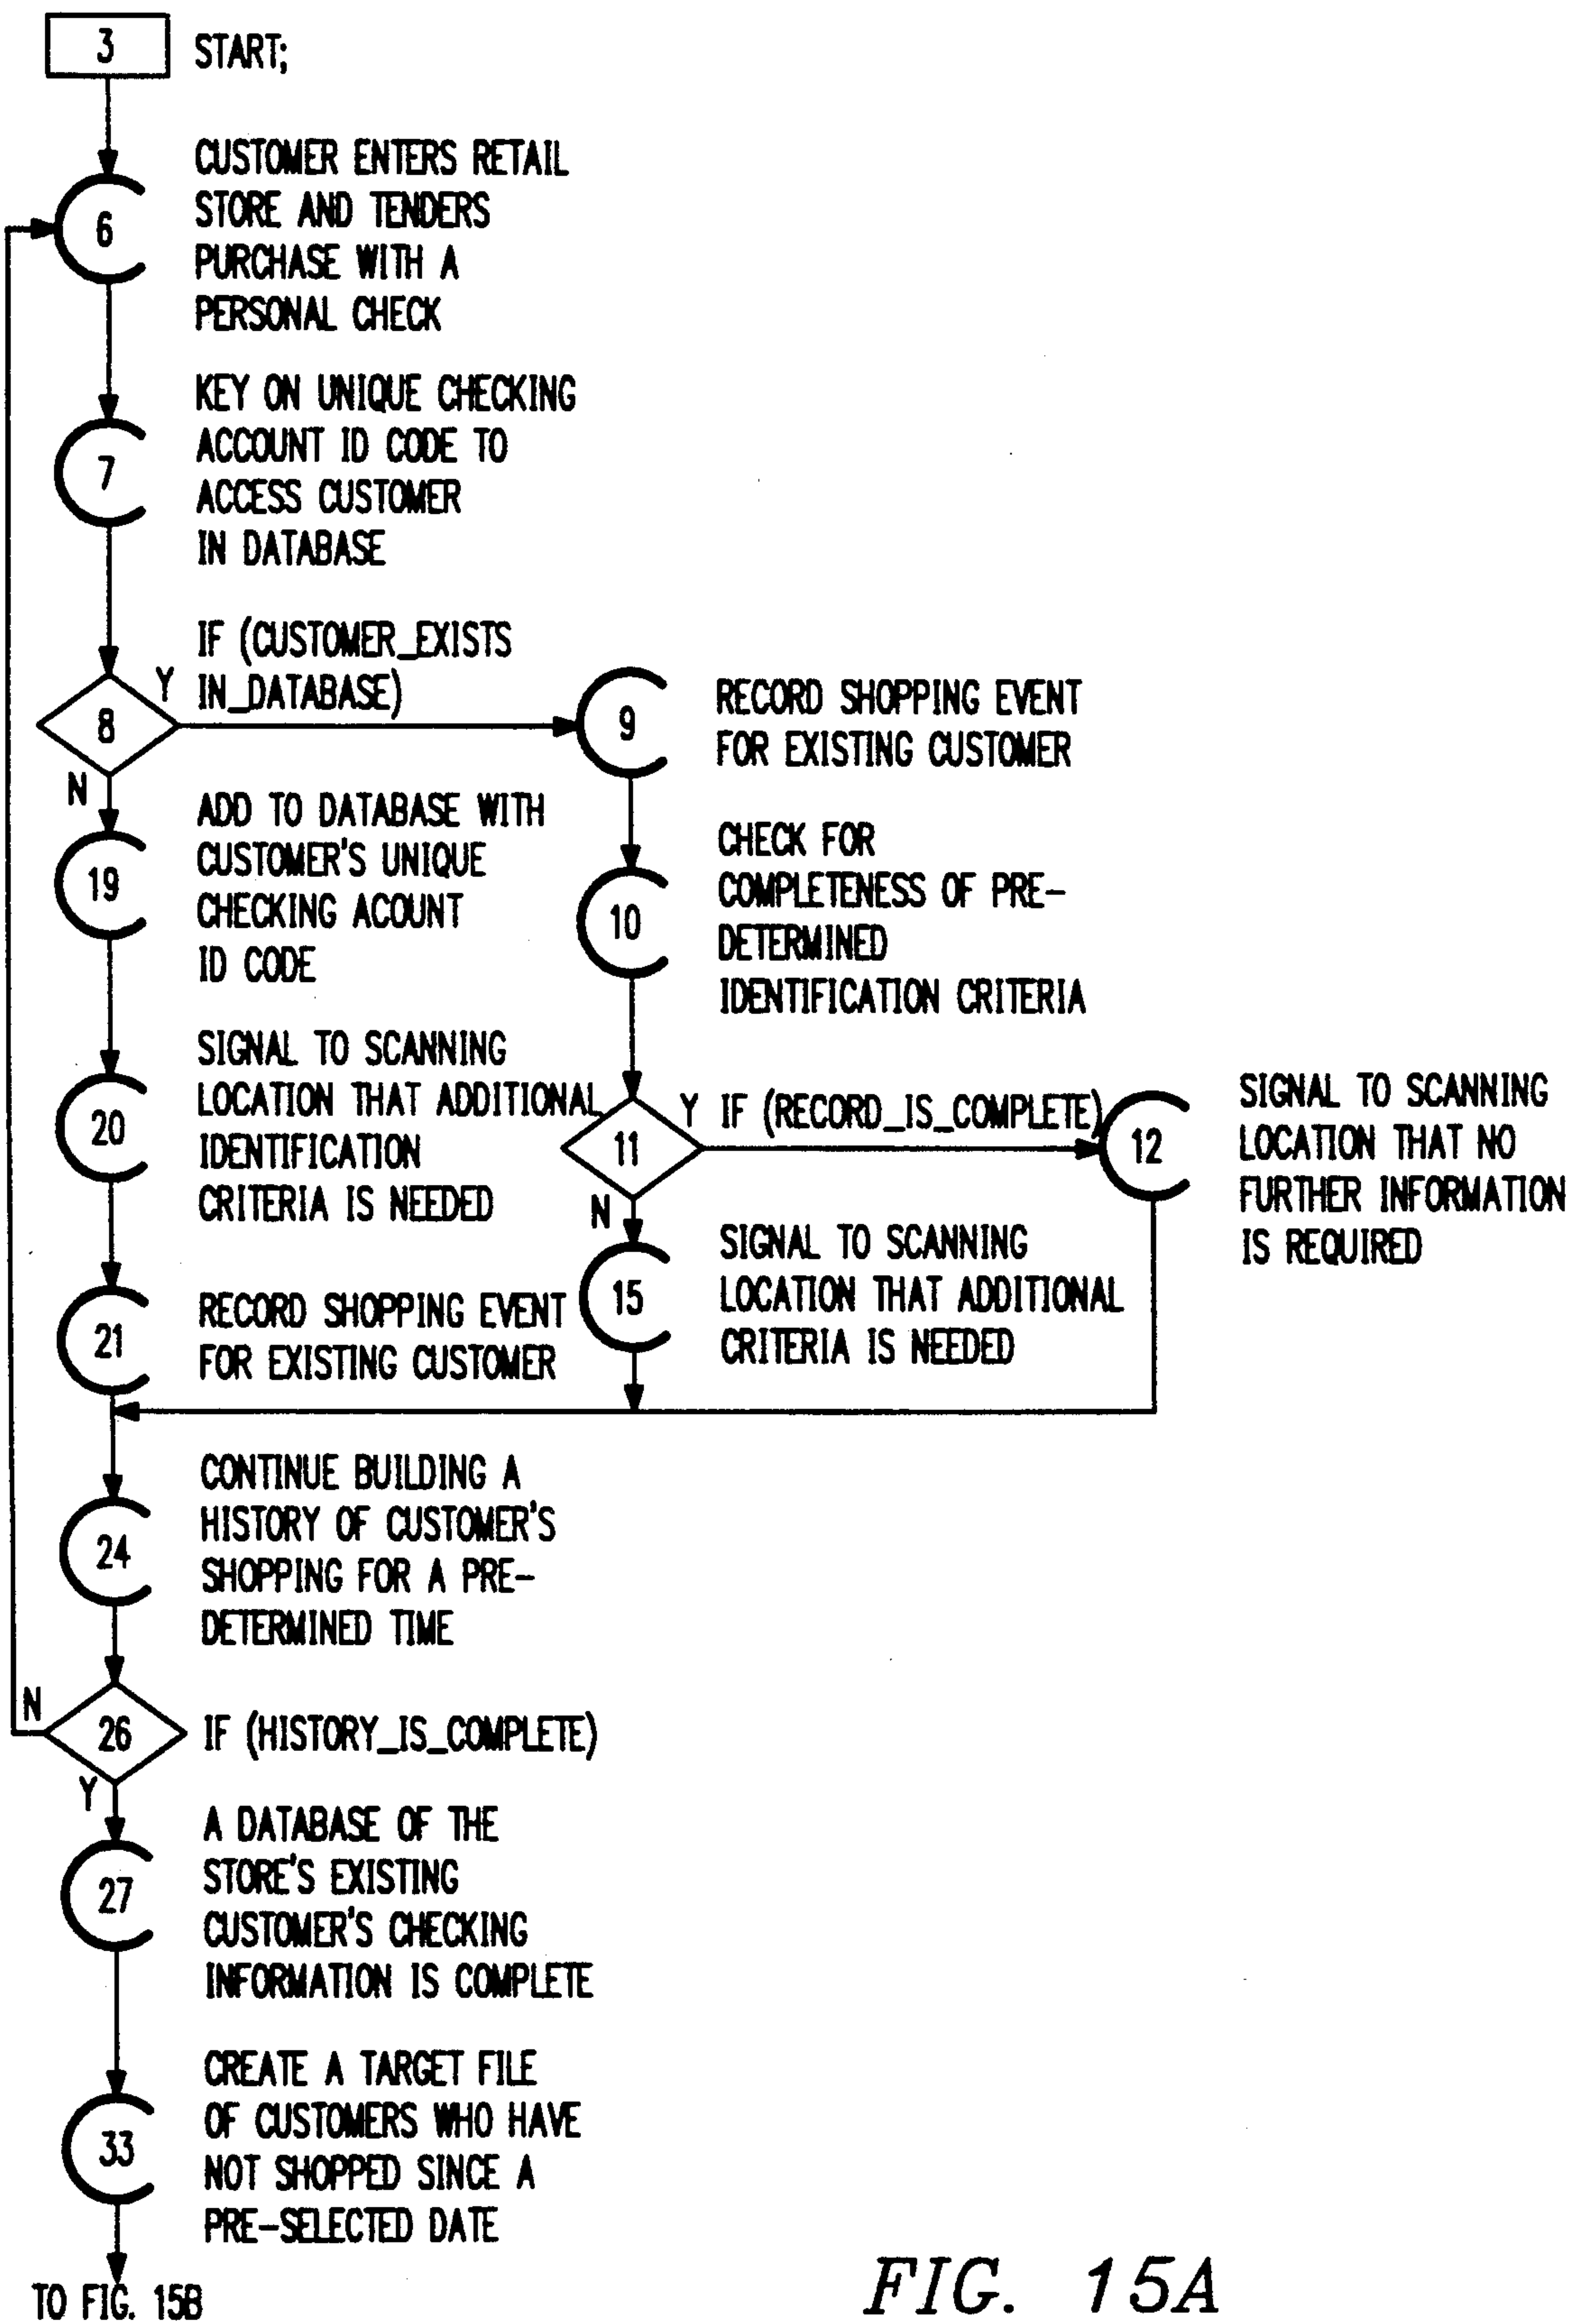 3 START;
CUSTOMER ENTERS RETAIL
STORE AND TENDERS
PURCHASE WITH A
PERSONAL CHECK
6
KEY ON UNIQUE CHECKING
ACCOUNT ID CODE TO
ACCESS CUSTOMER
IN DATABASE
7
IF (CUSTOMER_EXISTS
IN_DATABASE)
Y
8
N
RECORD SHOPPING EVENT
FOR EXISTING CUSTOMER
9
CHECK FOR
COMPLETENESS OF PRE-
DETERMINED
IDENTIFICATION CRITERIA
10
Y IF (RECORD_IS_COMPLETE)
11
N
SIGNAL TO SCANNING
LOCATION THAT NO
FURTHER INFORMATION
IS REQUIRED
12
SIGNAL TO SCANNING
LOCATION THAT ADDITIONAL
CRITERIA IS NEEDED
15
ADD TO DATABASE WITH
CUSTOMER'S UNIQUE
CHECKING ACOUNT
ID CODE
19
SIGNAL TO SCANNING
LOCATION THAT ADDITIONAL
IDENTIFICATION
CRITERIA IS NEEDED
20
RECORD SHOPPING EVENT
FOR EXISTING CUSTOMER
21
CONTINUE BUILDING A
HISTORY OF CUSTOMER'S
SHOPPING FOR A PRE-
DETERMINED TIME
24
N
26 IF (HISTORY_IS_COMPLETE)
Y
A DATABASE OF THE
STORE'S EXISTING
CUSTOMER'S CHECKING
INFORMATION IS COMPLETE
27
CREATE A TARGET FILE
OF CUSTOMERS WHO HAVE
NOT SHOPPED SINCE A
PRE-SELECTED DATE
33
TO FIG. 15B
FIG. 15A